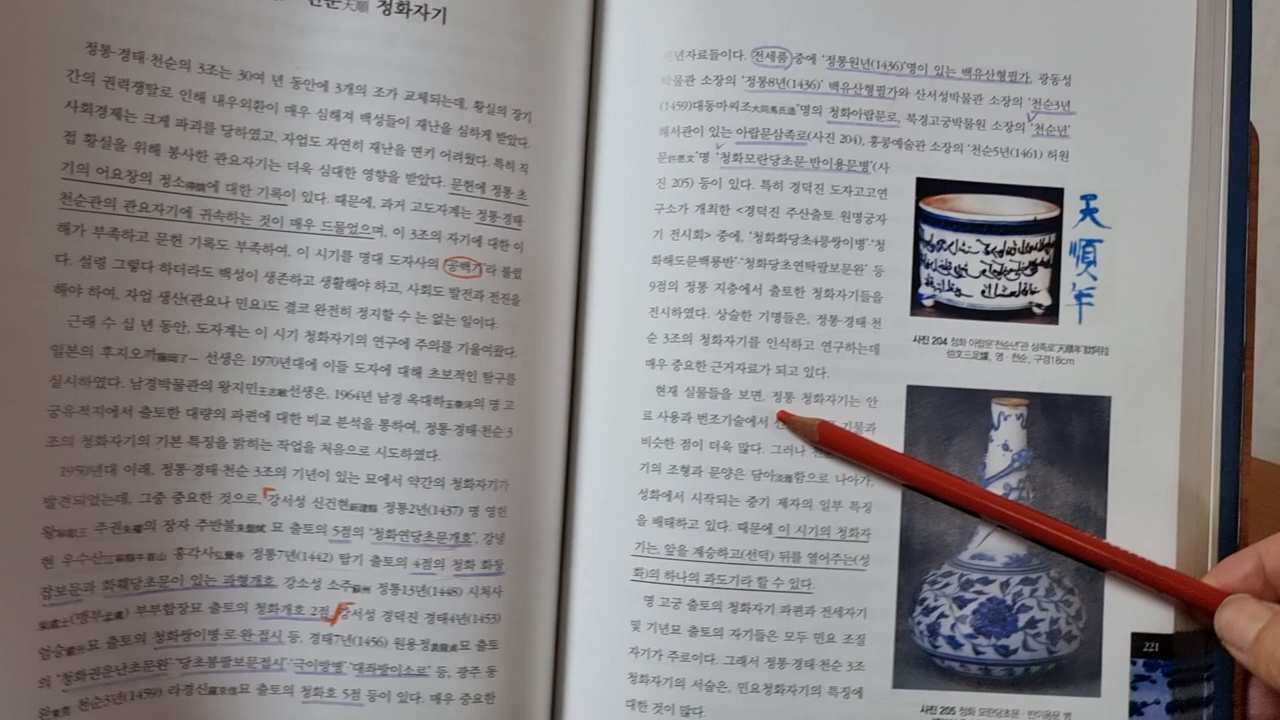 천순天順 청화자기
정통·경태·천순의 3조는 30여 년 동안에 3개의 조가 교체되는데, 황실의 장기
간의 권력쟁탈로 인해 내우외환이 매우 심해져 백성들이 재난을 심하게 받았다.
사회경제는 크게 파괴를 당하였고, 자업도 자연히 재난을 면키 어려웠다. 특히 직
접 황실을 위해 봉사한 관요자기는 더욱 심대한 영향을 받았다. 문헌에 정통 초
기의 어요창의 정소에 대한 기록이 있다. 때문에, 과거 고도자계는 정통·경태·
천순관의 관요자기에 귀속하는 것이 매우 드물었으며, 이 3조의 자기에 대한 이
해가 부족하고 문헌 기록도 부족하여, 이 시기를 명대 도자사의 '공백기'라 불렀
다. 설령 그렇다 하더라도 백성이 생존하고 생활해야 하고, 사회도 발전과 전진을
해야 하여, 자업 생산(관요나 민요)도 결코 완전히 정지할 수 는 없는 일이다.
근래 수 십 년 동안, 도자계는 이 시기 청화자기의 연구에 주의를 기울여왔다.
일본의 후지오까 선생은 1970년대에 이들 도자에 대해 초보적인 탐구를
실시하였다. 남경박물관의 왕지민王志敏선생은, 1964년 남경 옥대하玉帶河의 명 고
궁유적지에서 출토한 대량의 파편에 대한 비교 분석을 통하여, 정통·경태·천순 3
조의 청화자기의 기본 특징을 밝히는 작업을 처음으로 시도하였다.
1950년대 이래, 정통·경태·천순 3조의 기년이 있는 묘에서 약간의 청화자기가
발견되었는데, 그중 중요한 것으로, 강서성 신건현新建縣 정통2년(1437) 명 영헌
왕 주권朱權의 장자 주반불 묘 출토의 5점의 '청화연당초문개호', 강녕
현 우수산 홍각사弘覺寺 정통7년(1442) 탑기 출토의 4점의 청화 화창
잡보문과 화훼당초문이 있는 과형개호 강소성 소주蘇州 정통13년(1448) 시처사
(맹부) 부부합장묘 출토의 청화개호 2점, 강서성 경덕진 경태4년(1453)
엄승묘 출토의 청화쌍이병·로·완·접시 등, 경태7년(1456) 원용정袁龍貞묘 출토
의 '청화권운난초문완'·'당초봉팔보문접시'·'극이방병'·'대좌쌍이소로' 등, 광주 동
천순3년(1459) 라경신羅亨信묘 출토의 청화호 5점 등이 있다. 매우 중요한
년자료들이다. 전세품 중에 '정통원년(1436)'명이 있는 백유산형필가, 광동성
박물관 소장의 '정통8년(1436)' 백유산형필가와 산서성박물관 소장의 '천순3년
(1459)대동마씨조大同馬氏造'명의 청화아랍문로, 북경고궁박물원 소장의 '천순년'
해서관이 있는 아랍문삼족로(사진 204), 홍콩예술관 소장의 '천순5년(1461) 허원
문'명 '청화모란당초문·반이용문병'(사
진 205) 등이 있다. 특히 경덕진 도자고고연
구소가 개최한 <경덕진 주산출토 원명궁자
기 전시회> 중에, '청화화당초4릉쌍이병'·'청
화해도문백룡반'·'청화당초연탁팔보문완' 등
9점의 정통 지층에서 출토한 청화자기들을
전시하였다. 상술한 기명들은, 정통·경태·천
순 3조의 청화자기를 인식하고 연구하는데
매우 중요한 근거자료가 되고 있다.
현재 실물들을 보면, 정통 청화자기는 안
료 사용과 번조기술에서 기물과
비슷한 점이 더욱 많다. 그러나
기의 조형과 문양은 담아淡雅함으로 나아가,
성화에서 시작되는 중기 제자의 일부 특징
을 배태하고 있다. 때문에 이 시기의 청화자
기는, 앞을 계승하고(선덕) 뒤를 열어주는(성
화)의 하나의 과도기라 할 수 있다.
명 고궁 출토의 청화자기 파편과 전세자기
및 기년묘 출토의 자기들은 모두 민요 조질
자기가 주로이다. 그래서 정통·경태·천순 3조
청화자기의 서술은, 민요청화자기의 특징에
대한 것이 많다.
天順年
사진 204 청화 아랍문'천순년'관 삼족로
伯文三足爐, 명·천순, 구경18cm
221
사진 205 청화 모란당초문·반이용문 병